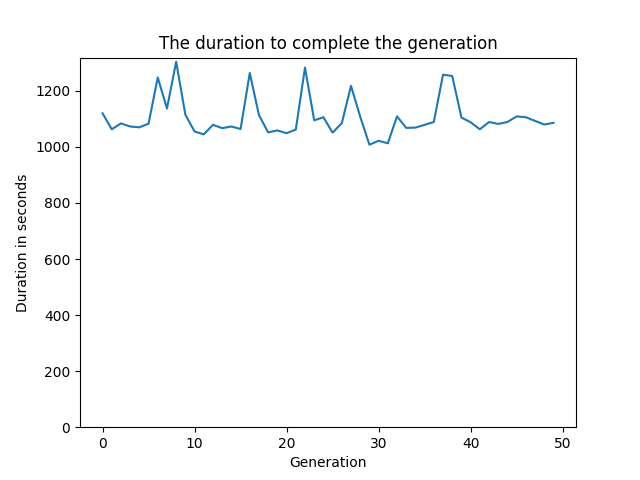 The duration to complete the generation
Duration in seconds
1200
1000
800
600
400
200
0
0 10 20 30 40 50
Generation